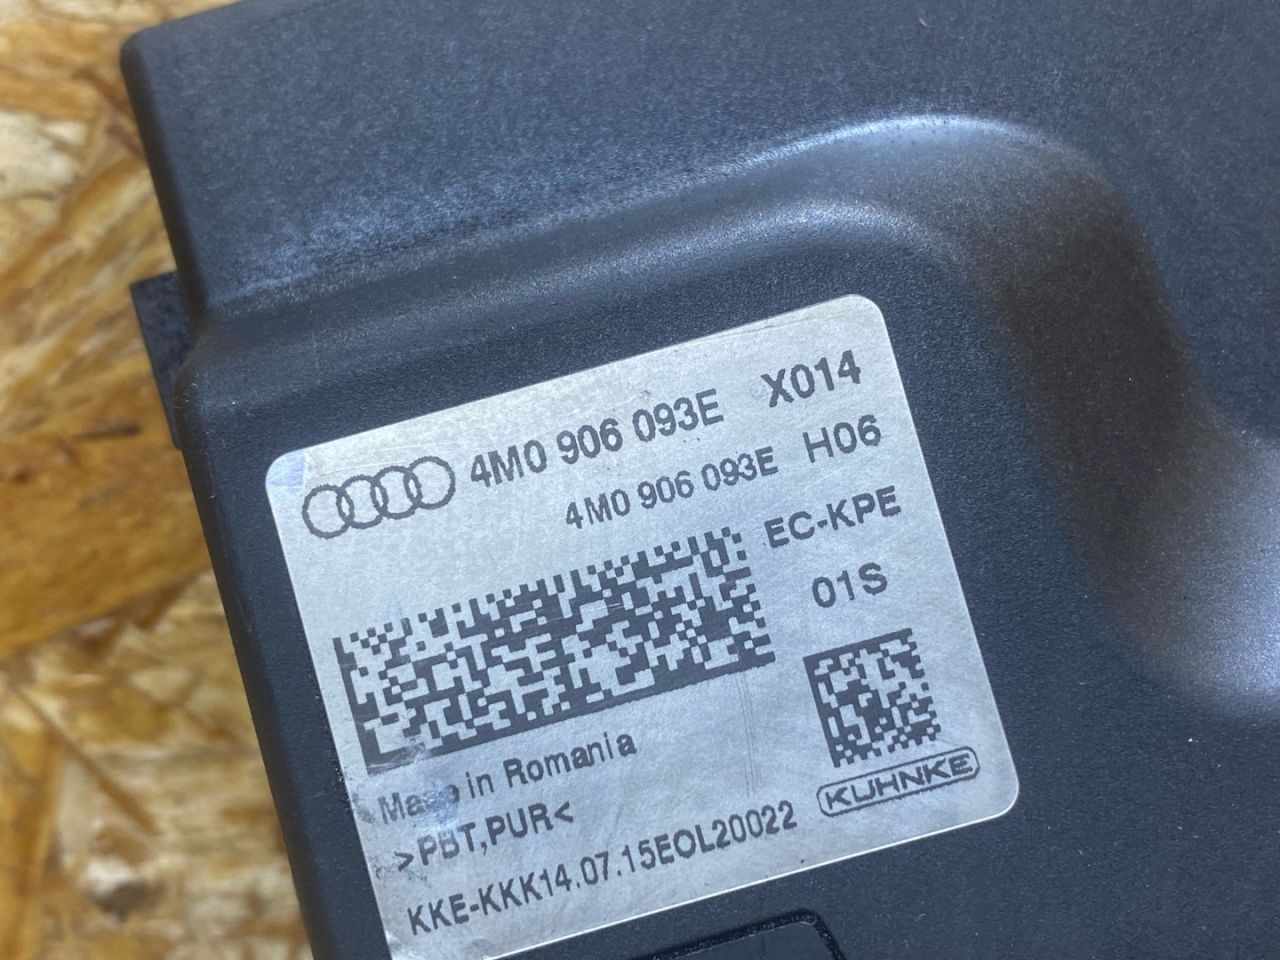 4M0 906 093E X014
4M0 906 093E H06
EC-KPE
01S
Made in Romania
>PBT,PUR<
KUHNKE
KKE-KKK14.07.15EOL20022